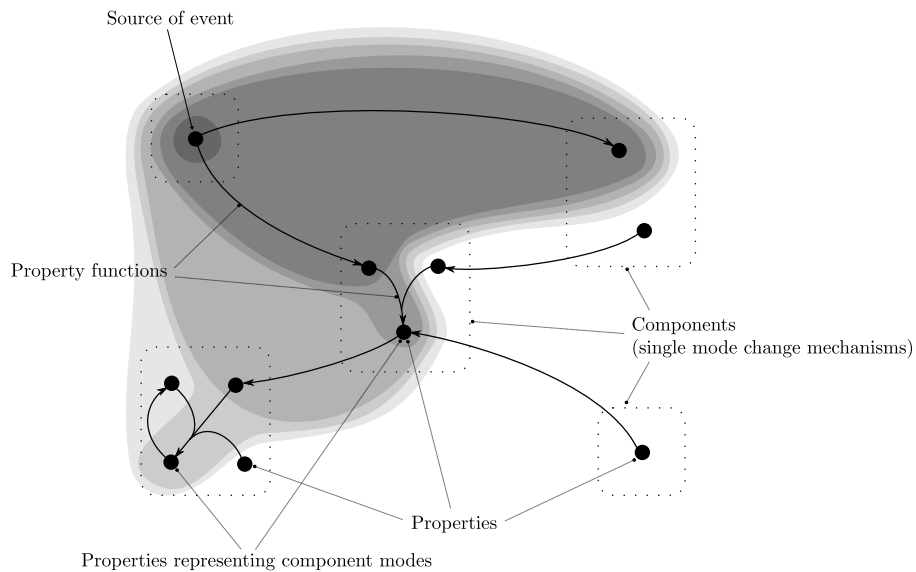 Source of event
Property functions
Components
(single mode change mechanisms)
Properties
Properties representing component modes